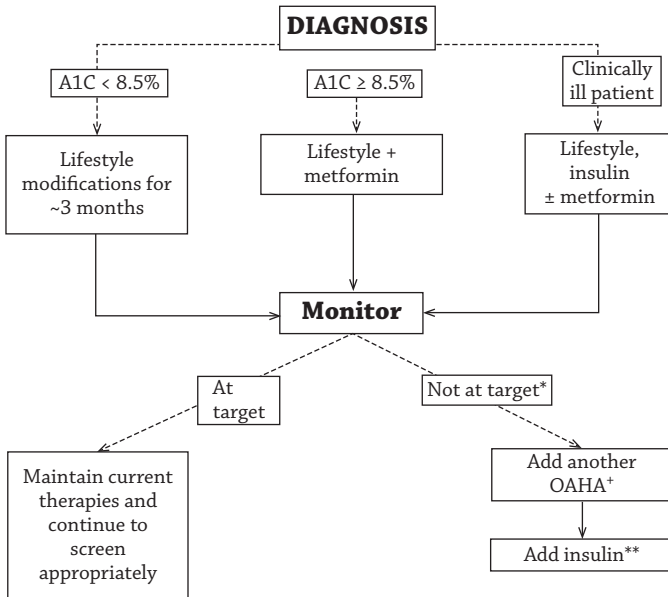 DIAGNOSIS
A1C < 8.5%
A1C ≥ 8.5%
Clinically
ill patient
Lifestyle
modifications for
~3 months
Lifestyle +
metformin
Lifestyle,
insulin
± metformin
Monitor
At
target
Not at target*
Maintain current
therapies and
continue to
screen
appropriately
Add another
OAHA⁺
Add insulin**